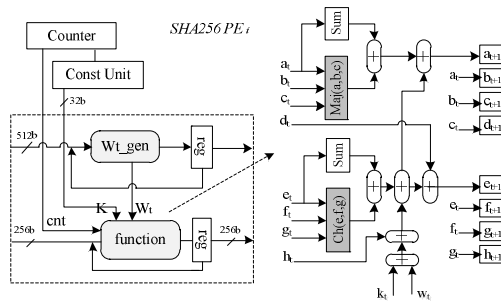 Counter
SHA256 PE i
Const Unit
32b
512b
Wt_gen
reg
K
Wt
cnt
256b
function
reg
256b
Sum
at
bt
ct
Maj(a,b,c)
dt
Sum
et
ft
gt
Ch(e,f,g)
ht
kt
wt
at+1
at
bt+1
bt
ct+1
ct
dt+1
et+1
et
ft+1
ft
gt+1
gt
ht+1